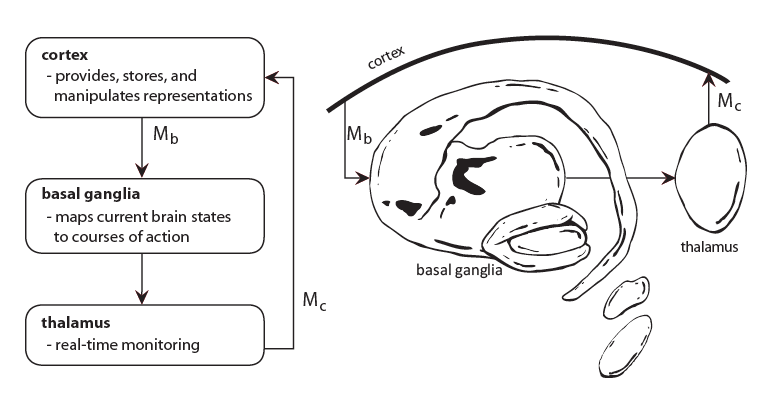 cortex
- provides, stores, and
manipulates representations
M_b
basal ganglia
- maps current brain states
to courses of action
M_c
thalamus
- real-time monitoring
cortex
M_b
M_c
thalamus
basal ganglia